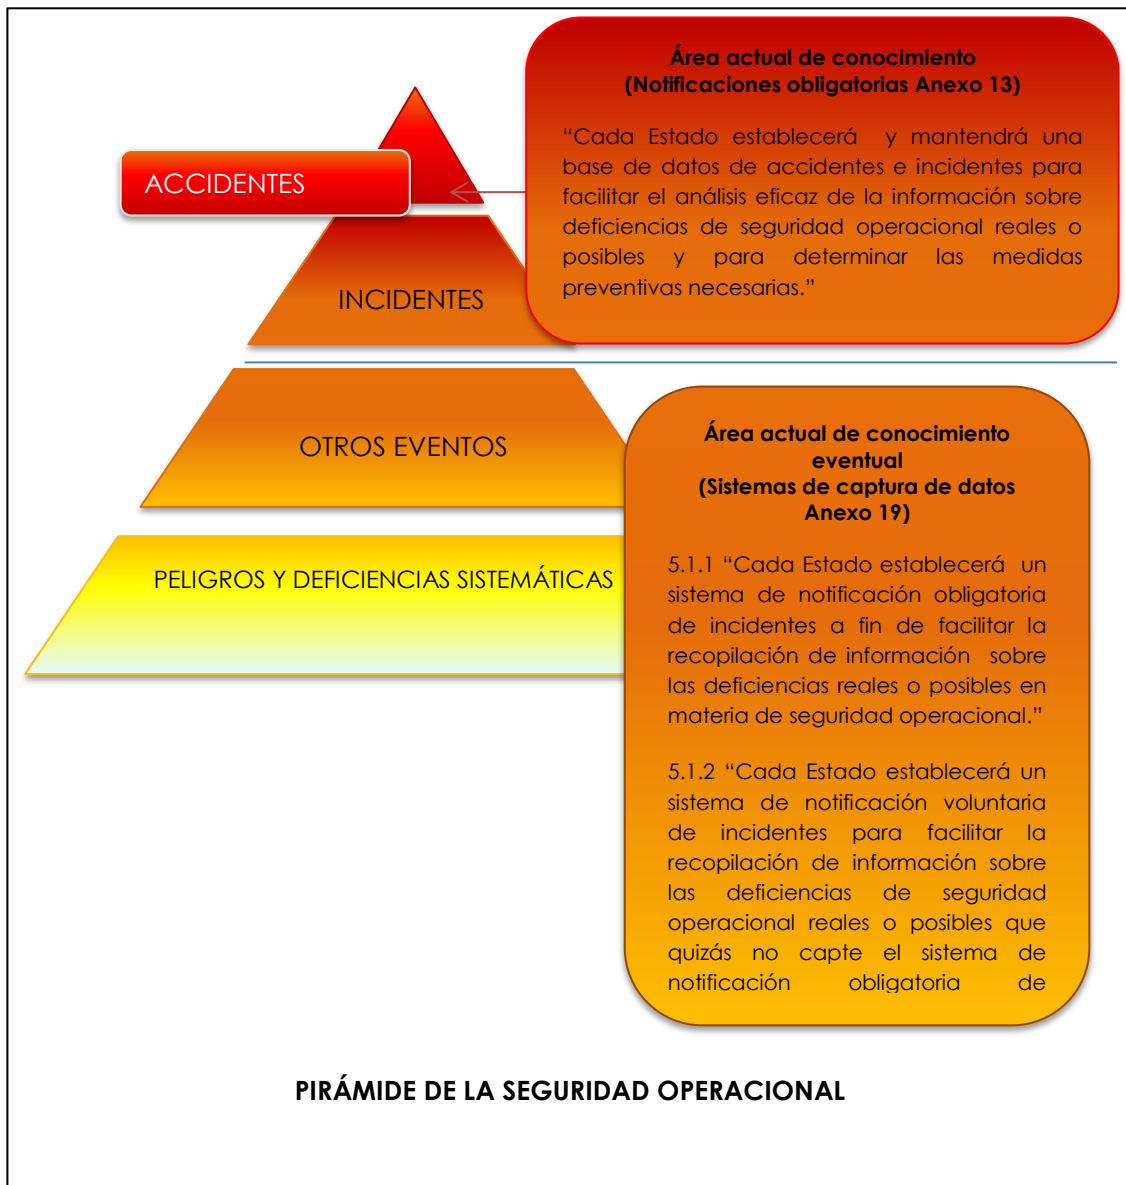 Área actual de conocimiento
(Notificaciones obligatorias Anexo 13)
“Cada Estado establecerá y mantendrá una
base de datos de accidentes e incidentes para
facilitar el análisis eficaz de la información sobre
deficiencias de seguridad operacional reales o
posibles y para determinar las medidas
preventivas necesarias.”
ACCIDENTES
INCIDENTES
OTROS EVENTOS
PELIGROS Y DEFICIENCIAS SISTEMÁTICAS
Área actual de conocimiento
eventual
(Sistemas de captura de datos
Anexo 19)
5.1.1 “Cada Estado establecerá un
sistema de notificación obligatoria
de incidentes a fin de facilitar la
recopilación de información sobre
las deficiencias reales o posibles en
materia de seguridad operacional.”
5.1.2 “Cada Estado establecerá un
sistema de notificación voluntaria
de incidentes para facilitar la
recopilación de información sobre
las deficiencias de seguridad
operacional reales o posibles que
quizás no capte el sistema de
notificación obligatoria de
PIRÁMIDE DE LA SEGURIDAD OPERACIONAL